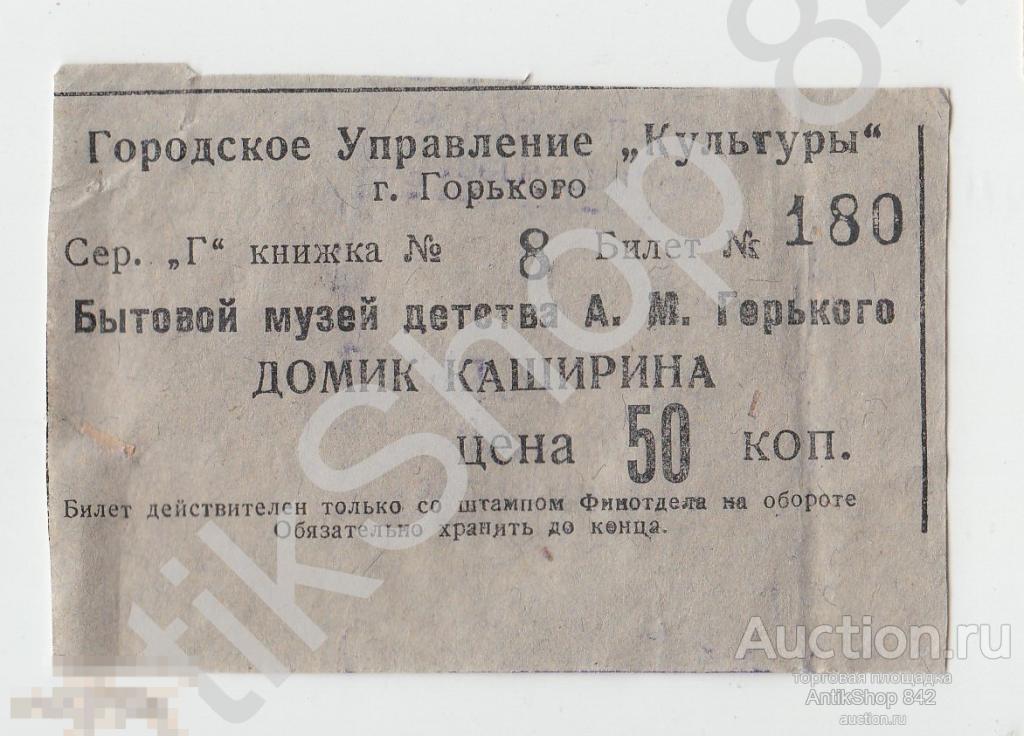 Городское Управление „Культуры“
г. Горького
Сер. „Г“ книжка № 8 Билет № 180
Бытовой музей детства А. М. Горького
ДОМИК КАШИРИНА
цена 50 коп.
Билет действителен только со штампом Финотдела на обороте
Обязательно хранить до конца.
AntikShop 842
Auction.ru
торговая площадка
AntikShop 842
auction.ru